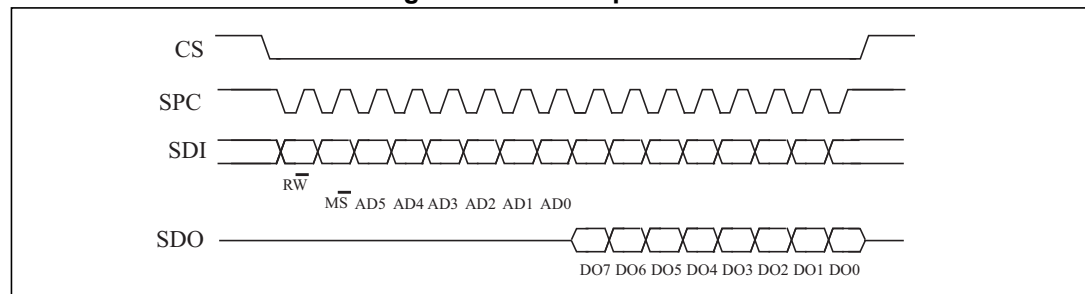 CS
SPC
SDI
RW
MS AD5 AD4 AD3 AD2 AD1 AD0
SDO
DO7 DO6 DO5 DO4 DO3 DO2 DO1 DO0